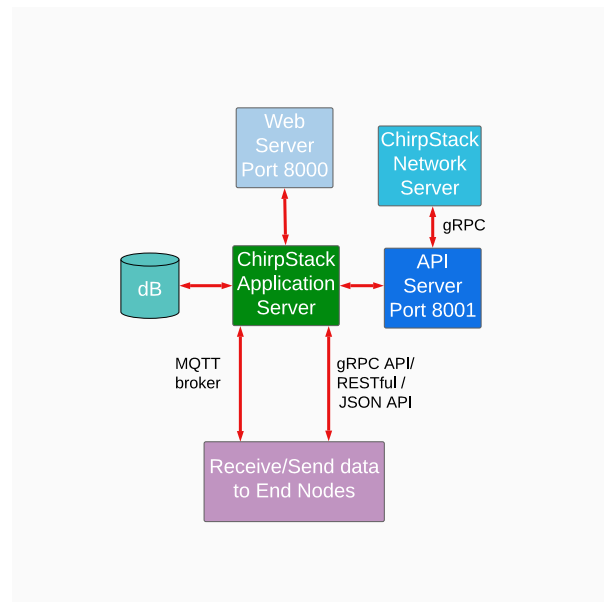 Web
Server
Port 8000
ChirpStack
Network
Server
gRPC
dB
ChirpStack
Application
Server
API
Server
Port 8001
MQTT
broker
gRPC API/
RESTful /
JSON API
Receive/Send data
to End Nodes